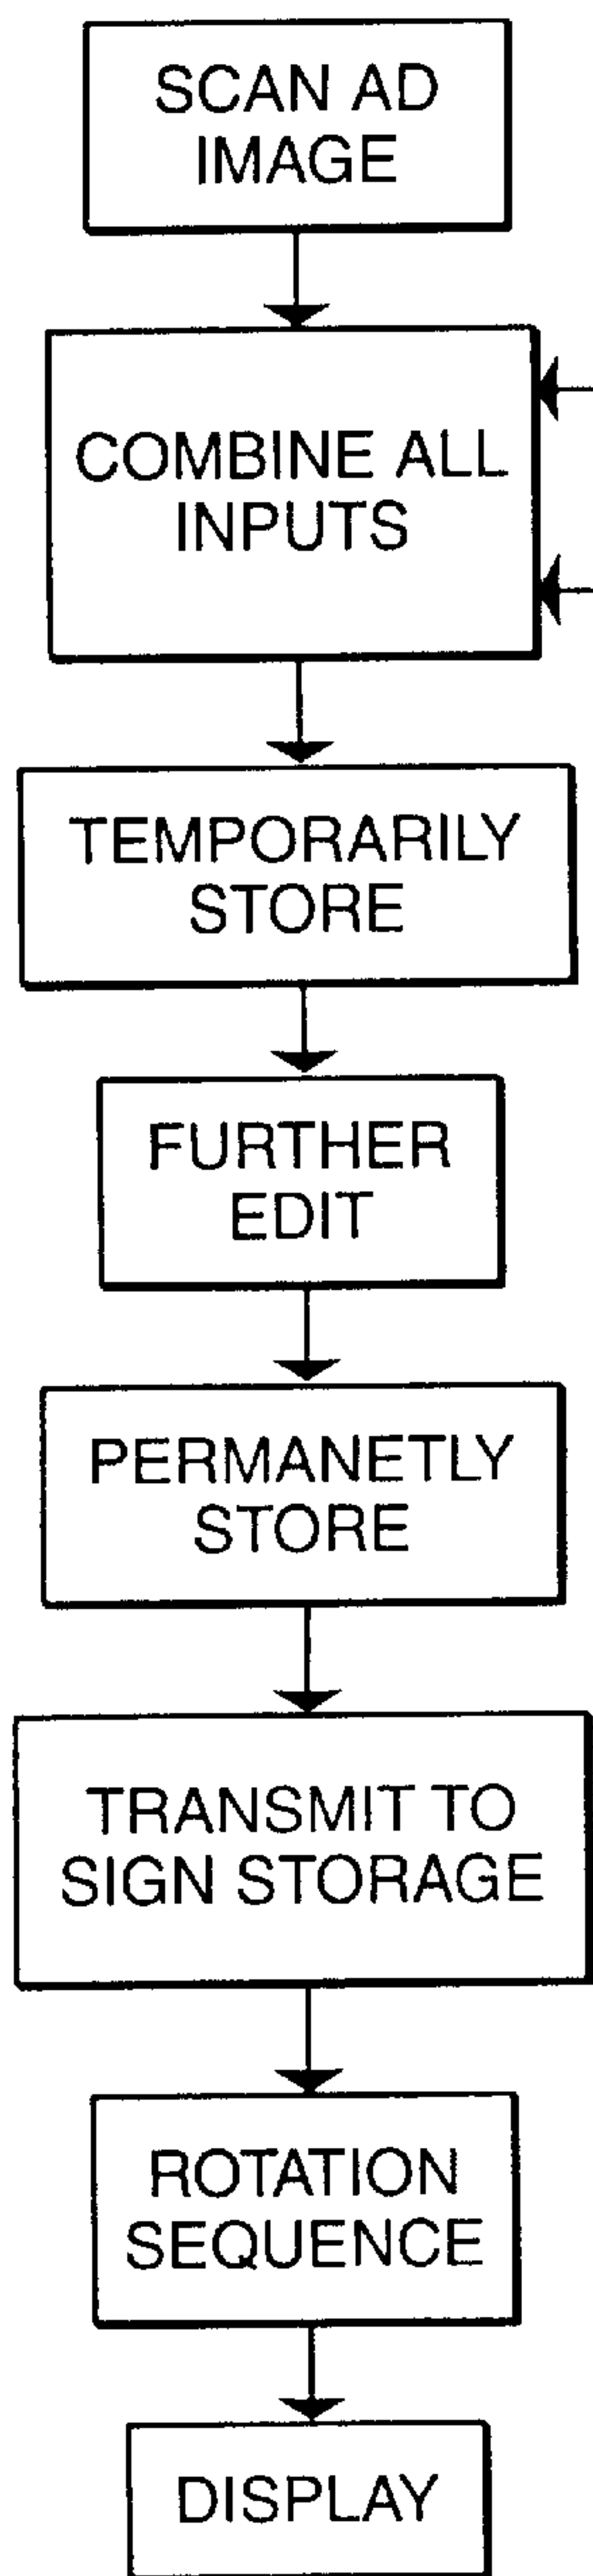 SCAN AD
IMAGE
COMBINE ALL
INPUTS
TEMPORARILY
STORE
FURTHER
EDIT
PERMANETLY
STORE
TRANSMIT TO
SIGN STORAGE
ROTATION
SEQUENCE
DISPLAY